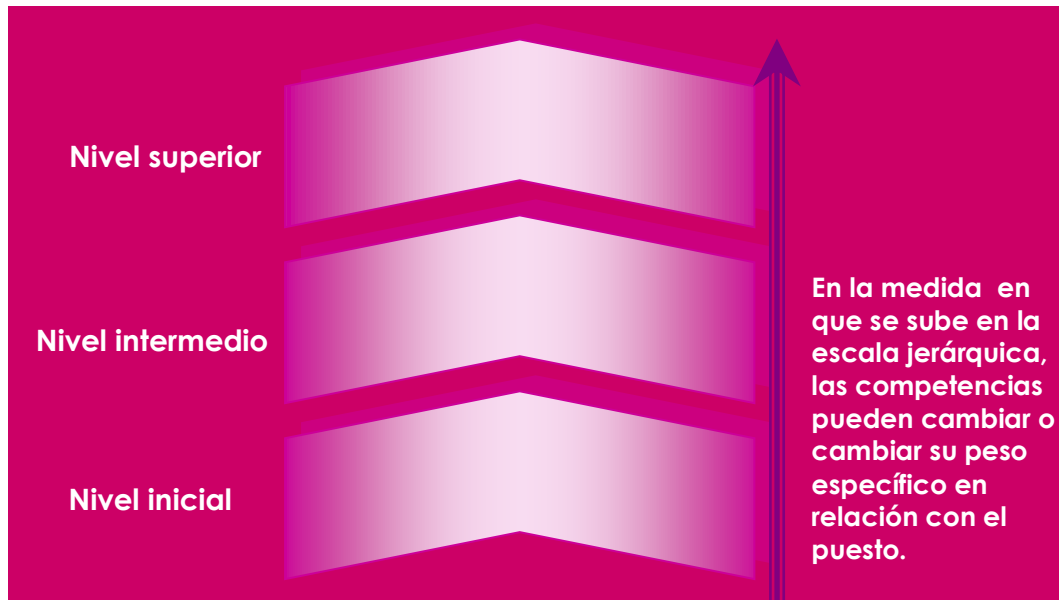 Nivel superior
Nivel intermedio
Nivel inicial
En la medida  en
que se sube en la
escala jerárquica,
las competencias
pueden cambiar o
cambiar su peso
específico en
relación con el
puesto.